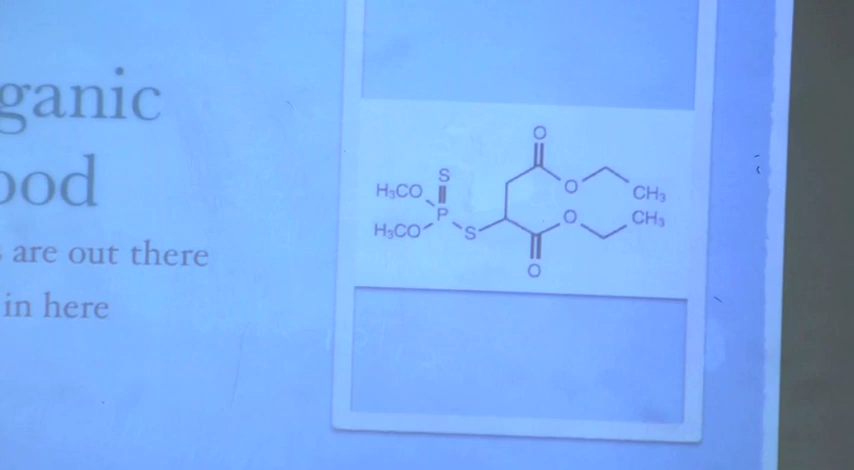 ganic
ood
are out there
in here
O
S
H₃CO
O
CH₃
P
O
CH₃
H₃CO
S
O